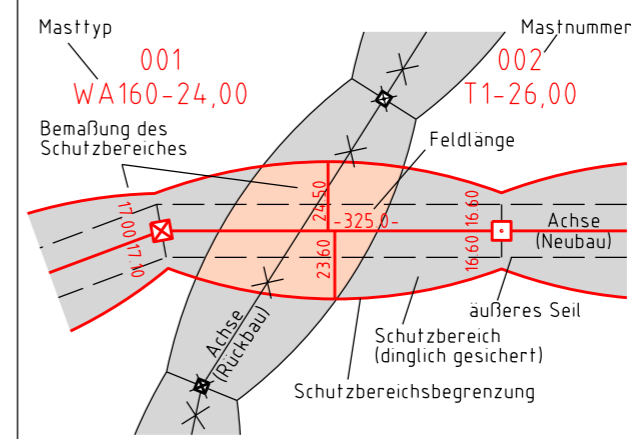 Masttyp
Mastnummer
001
002
WA160-24,00
T1-26,00
Bemaßung des
Schutzbereiches
Feldlänge
17.00
17.10
24.50
23.60
-325.0-
16.60
16.60
Achse
(Neubau)
äußeres Seil
Achse
(Rückbau)
Schutzbereich
(dinglich gesichert)
Schutzbereichsbegrenzung